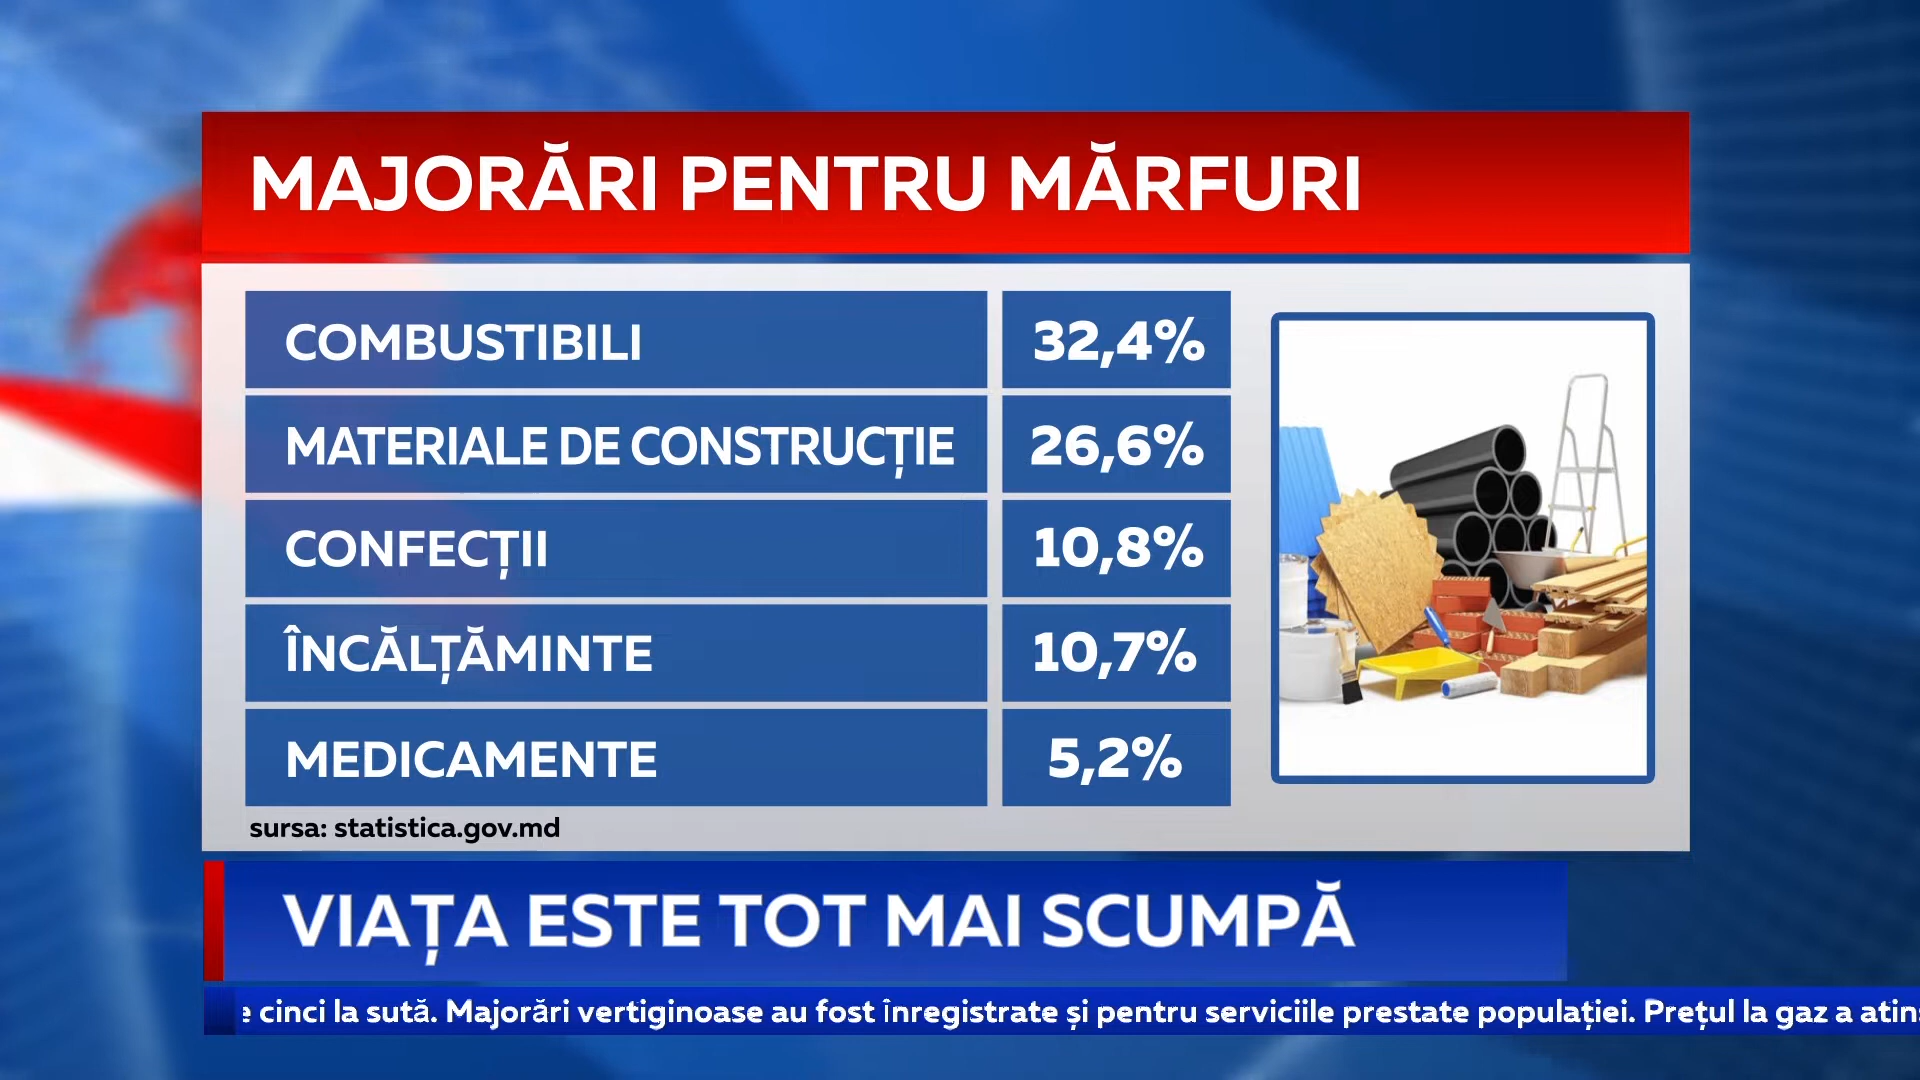 MAJORĂRI PENTRU MĂRFURI
COMBUSTIBILI 32,4%
MATERIALE DE CONSTRUCȚIE 26,6%
CONFECȚII 10,8%
ÎNCĂLȚĂMINTE 10,7%
MEDICAMENTE 5,2%
sursa: statistica.gov.md
VIAȚA ESTE TOT MAI SCUMPĂ
cinci la sută. Majorări vertiginoase au fost înregistrate și pentru serviciile prestate populației. Prețul la gaz a